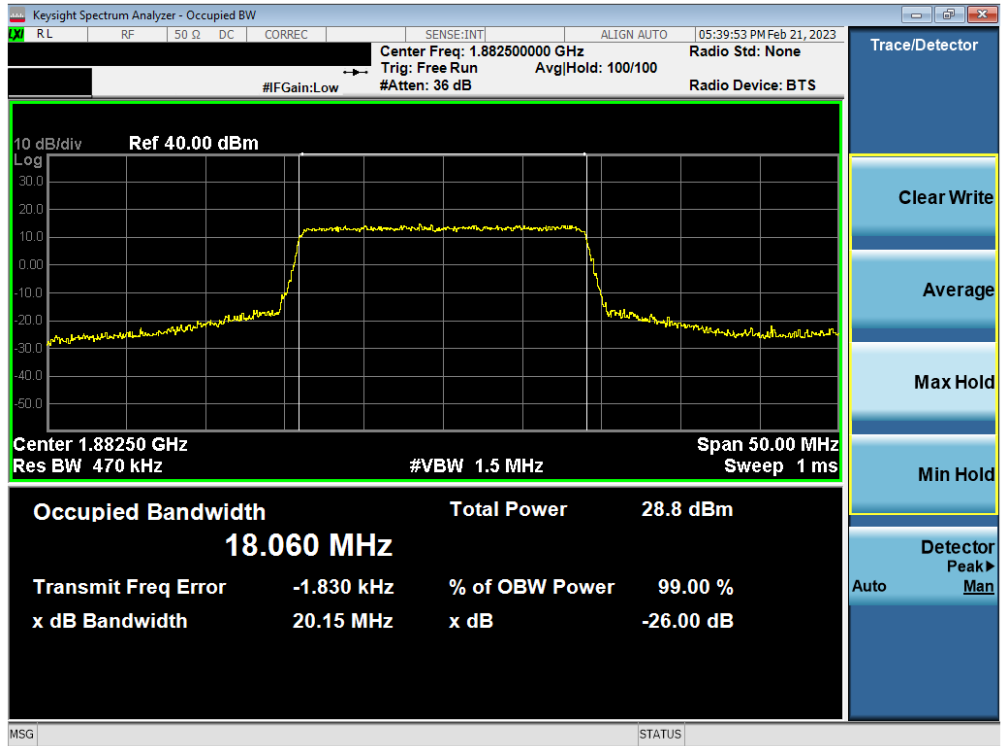 Keysight Spectrum Analyzer - Occupied BW
LXI RL RF 50 Ω DC CORREC SENSE:INT ALIGN AUTO 05:39:53 PM Feb 21, 2023
Center Freq: 1.882500000 GHz Radio Std: None
Trig: Free Run Avg|Hold: 100/100
#IFGain:Low #Atten: 36 dB Radio Device: BTS
10 dB/div Ref 40.00 dBm
Log
30.0
20.0
10.0
0.00
-10.0
-20.0
-30.0
-40.0
-50.0
Center 1.88250 GHz Span 50.00 MHz
Res BW 470 kHz #VBW 1.5 MHz Sweep 1 ms
Occupied Bandwidth Total Power 28.8 dBm
18.060 MHz
Transmit Freq Error -1.830 kHz % of OBW Power 99.00 %
x dB Bandwidth 20.15 MHz x dB -26.00 dB
Trace/Detector
Clear Write
Average
Max Hold
Min Hold
Detector
Peak▶
Auto Man
MSG STATUS